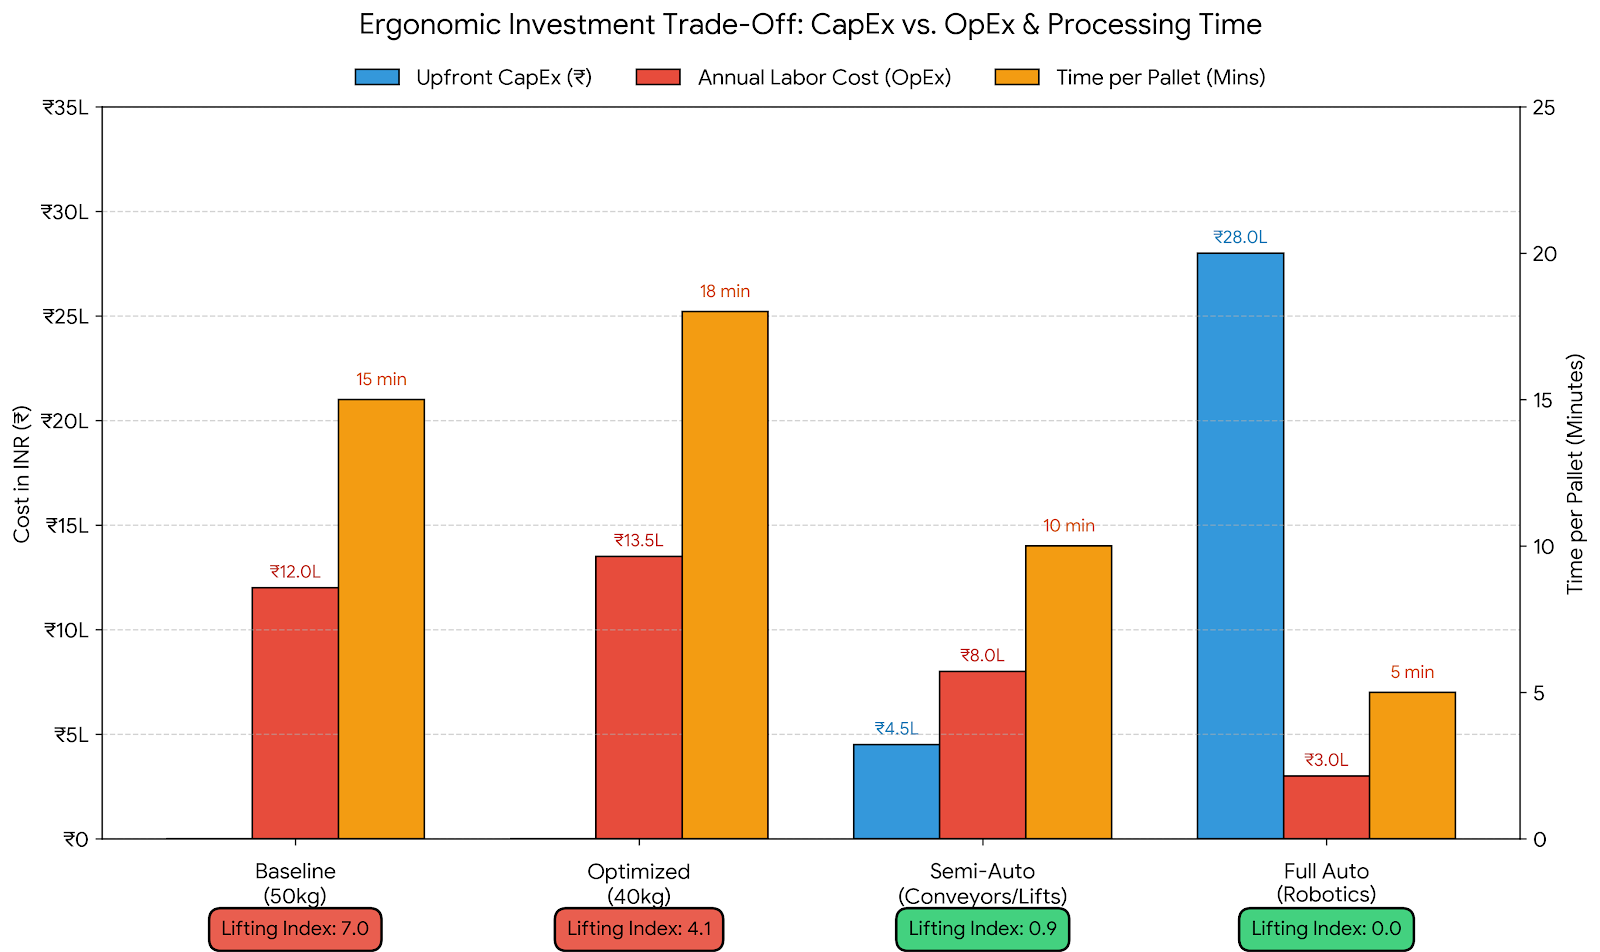 Ergonomic Investment Trade-Off: CapEx vs. OpEx & Processing Time
Upfront CapEx (₹) Annual Labor Cost (OpEx) Time per Pallet (Mins)
Cost in INR (₹)
₹35L
₹30L
₹25L
₹20L
₹15L
₹10L
₹5L
₹0
₹12.0L
15 min
₹13.5L
18 min
₹4.5L
₹8.0L
10 min
₹28.0L
₹3.0L
5 min
25
20
15
10
5
0
Time per Pallet (Minutes)
Baseline
(50kg)
Lifting Index: 7.0
Optimized
(40kg)
Lifting Index: 4.1
Semi-Auto
(Conveyors/Lifts)
Lifting Index: 0.9
Full Auto
(Robotics)
Lifting Index: 0.0